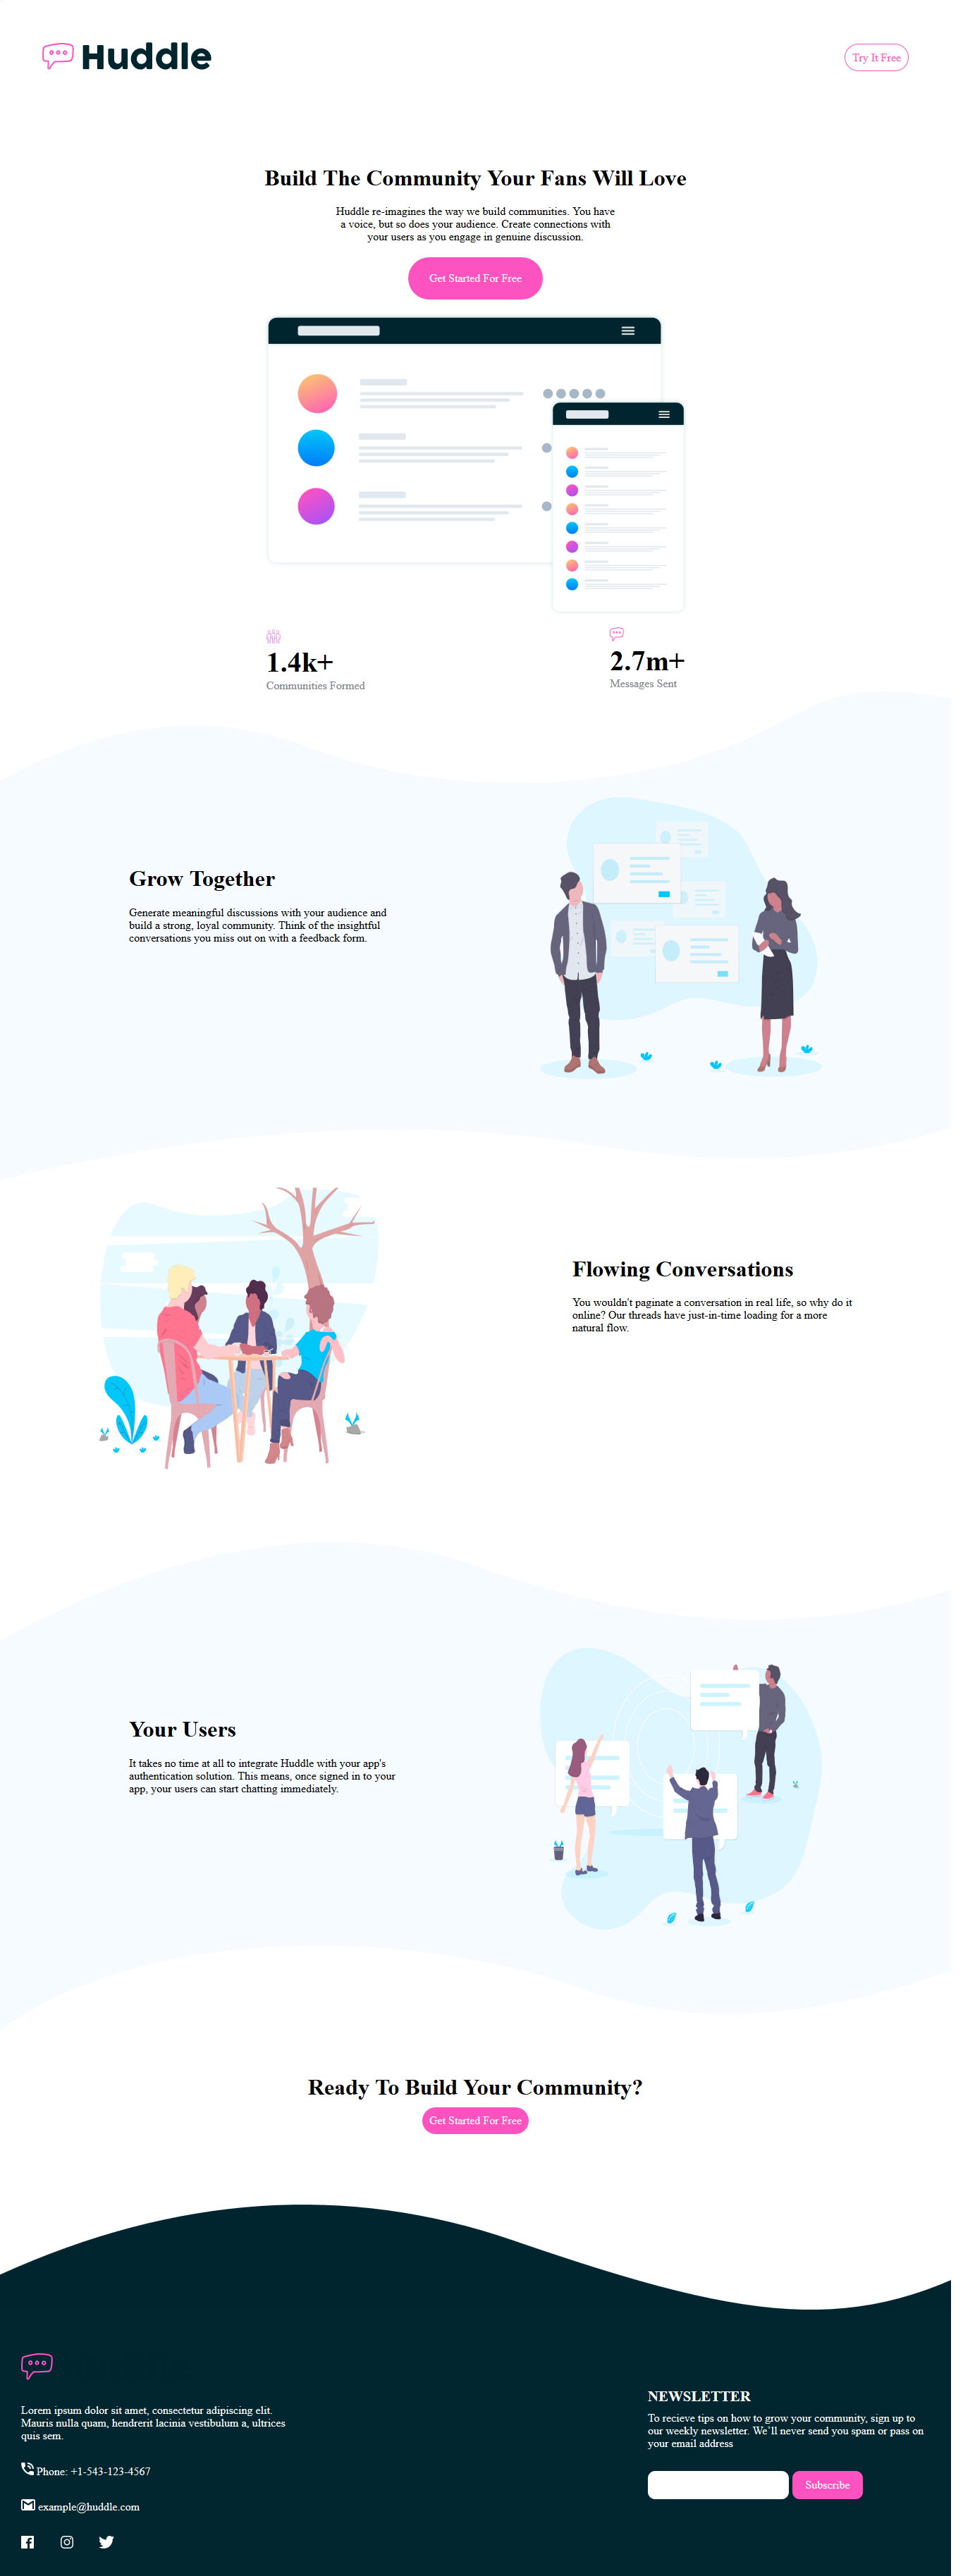 Huddle
Try It Free
Build The Community Your Fans Will Love
Huddle re-imagines the way we build communities. You have
a voice, but so does your audience. Create connections with
your users as you engage in genuine discussion.
Get Started For Free
1.4k+
Communities Formed
2.7m+
Messages Sent
Grow Together
Generate meaningful discussions with your audience and
build a strong, loyal community. Think of the insightful
conversations you miss out on with a feedback form.
Flowing Conversations
You wouldn't paginate a conversation in real life, so why do it
online? Our threads have just-in-time loading for a more
natural flow.
Your Users
It takes no time at all to integrate Huddle with your app's
authentication solution. This means, once signed in to your
app, your users can start chatting immediately.
Ready To Build Your Community?
Get Started For Free
Lorem ipsum dolor sit amet, consectetur adipiscing elit.
Mauris nulla quam, hendrerit lacinia vestibulum a, ultrices
quis sem.
Phone: +1-543-123-4567
example@huddle.com
NEWSLETTER
To recieve tips on how to grow your community, sign up to
our weekly newsletter. We'll never send you spam or pass on
your email address
Subscribe